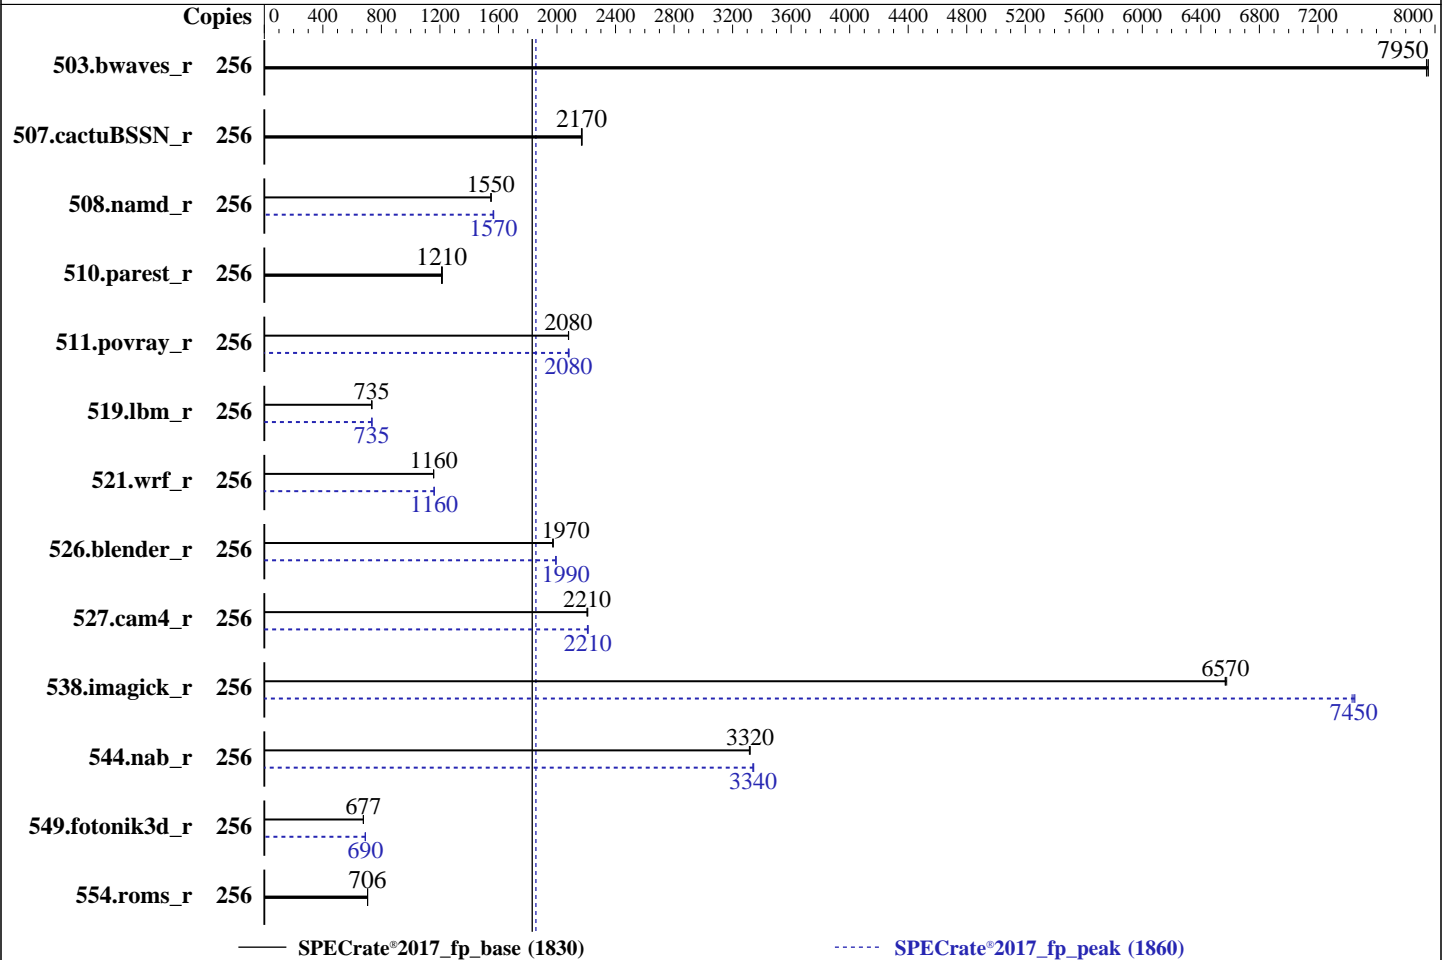 Copies 0 400 800 1200 1600 2000 2400 2800 3200 3600 4000 4400 4800 5200 5600 6000 6400 6800 7200 8000
503.bwaves_r 256 7950
507.cactuBSSN_r 256 2170
508.namd_r 256 1550
1570
510.parest_r 256 1210
511.povray_r 256 2080
2080
519.lbm_r 256 735
735
521.wrf_r 256 1160
1160
526.blender_r 256 1970
1990
527.cam4_r 256 2210
2210
538.imagick_r 256 6570
7450
544.nab_r 256 3320
3340
549.fotonik3d_r 256 677
690
554.roms_r 256 706
SPECrate®2017_fp_base (1830) SPECrate®2017_fp_peak (1860)